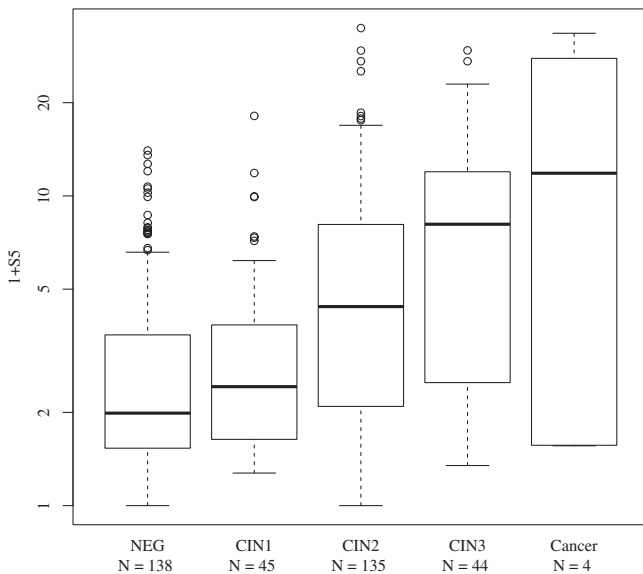 20
10
5
2
1
1+S5
NEG CIN1 CIN2 CIN3 Cancer
N = 138 N = 45 N = 135 N = 44 N = 4